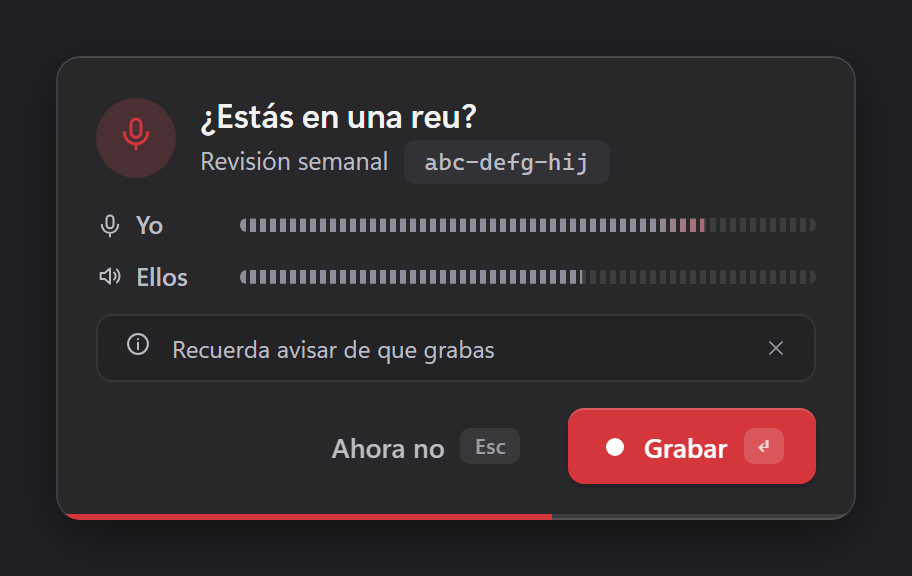 ¿Estás en una reu?
Revisión semanal abc-defg-hij
Yo
Ellos
Recuerda avisar de que grabas
Ahora no Esc Grabar ↵